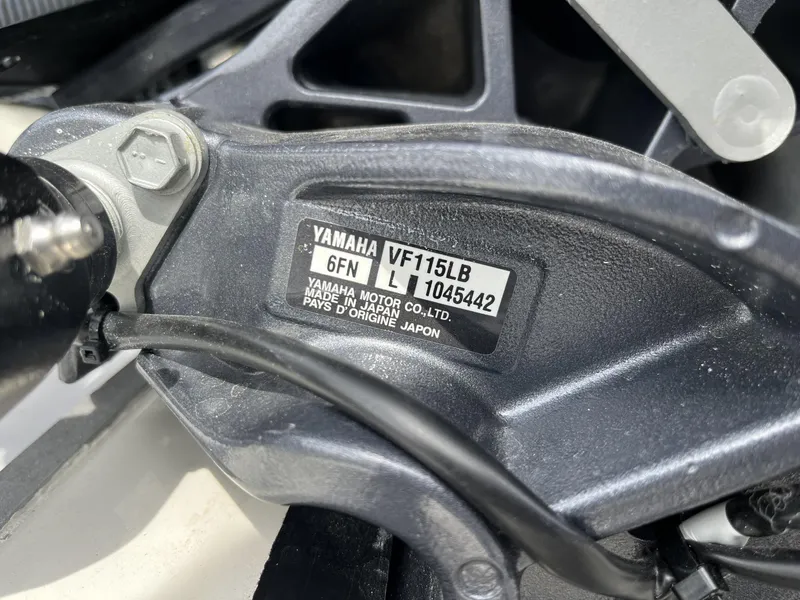 YAMAHA VF115LB
6FN L 1045442
YAMAHA MOTOR CO.,LTD.
MADE IN JAPAN
PAYS D'ORIGINE JAPON